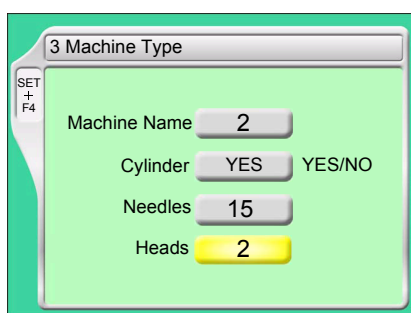 3 Machine Type
SET
+
F4
Machine Name 2
Cylinder YES YES/NO
Needles 15
Heads 2